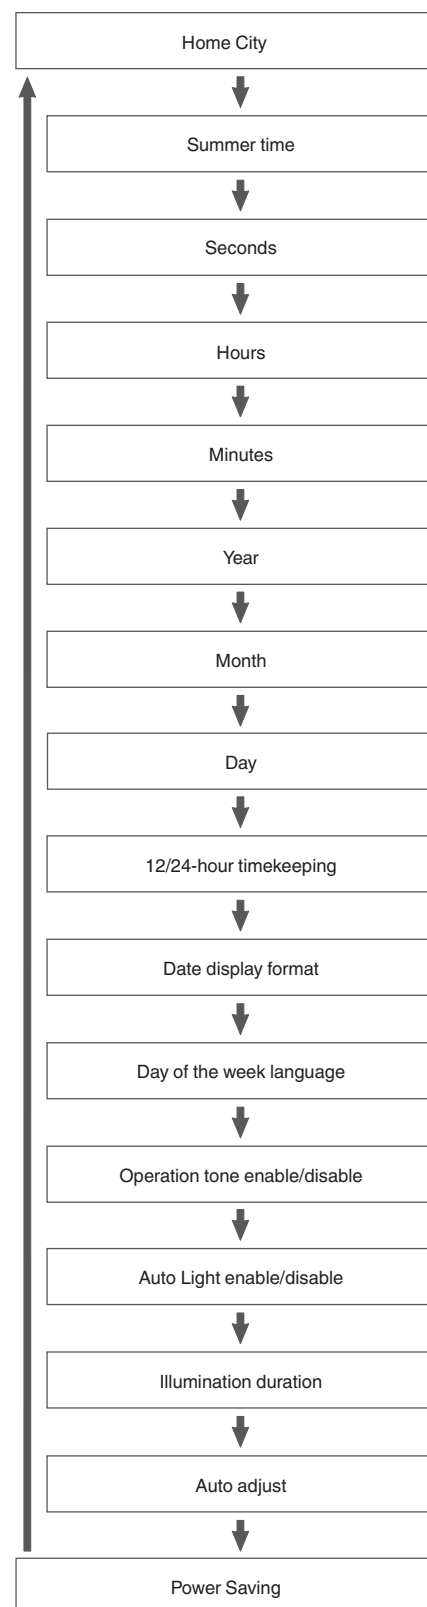 Home City
Summer time
Seconds
Hours
Minutes
Year
Month
Day
12/24-hour timekeeping
Date display format
Day of the week language
Operation tone enable/disable
Auto Light enable/disable
Illumination duration
Auto adjust
Power Saving